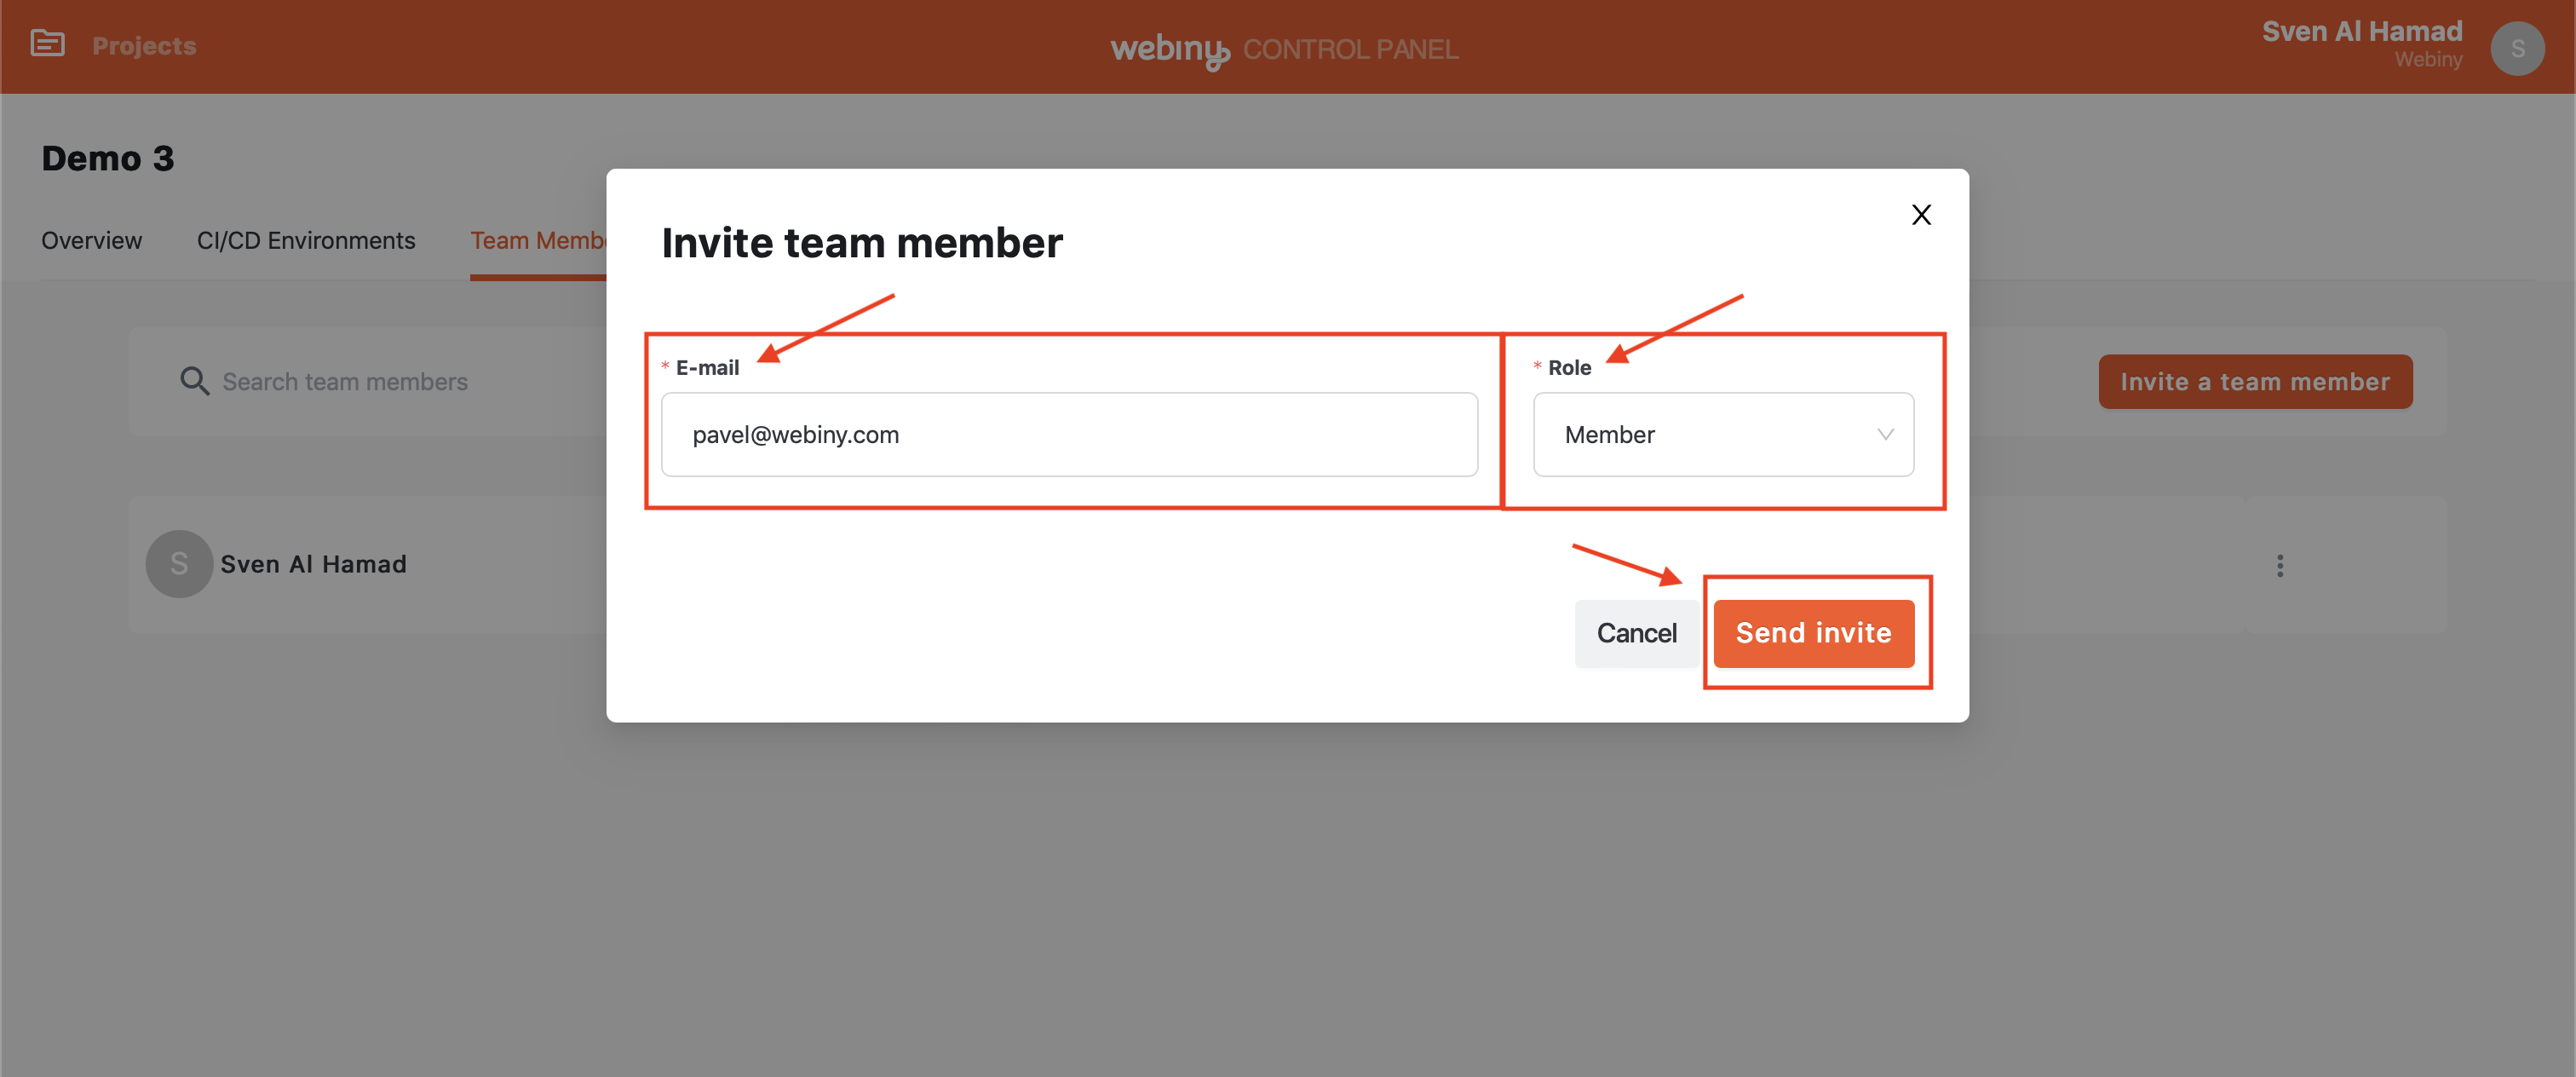 Projects
webiny CONTROL PANEL
Sven Al Hamad
Webiny
S
Demo 3
Overview CI/CD Environments Team Memb
X
Invite team member
* E-mail * Role
Search team members
Invite a team member
pavel@webiny.com Member
S Sven Al Hamad
Cancel Send invite